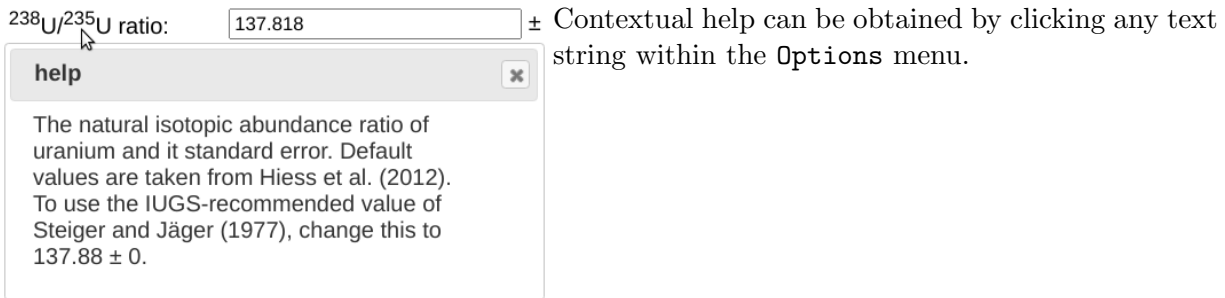 ²³⁸U/²³⁵U ratio: 137.818 ±
help
The natural isotopic abundance ratio of
uranium and it standard error. Default
values are taken from Hiess et al. (2012).
To use the IUGS-recommended value of
Steiger and Jäger (1977), change this to
137.88 ± 0.
Contextual help can be obtained by clicking any text
string within the Options menu.